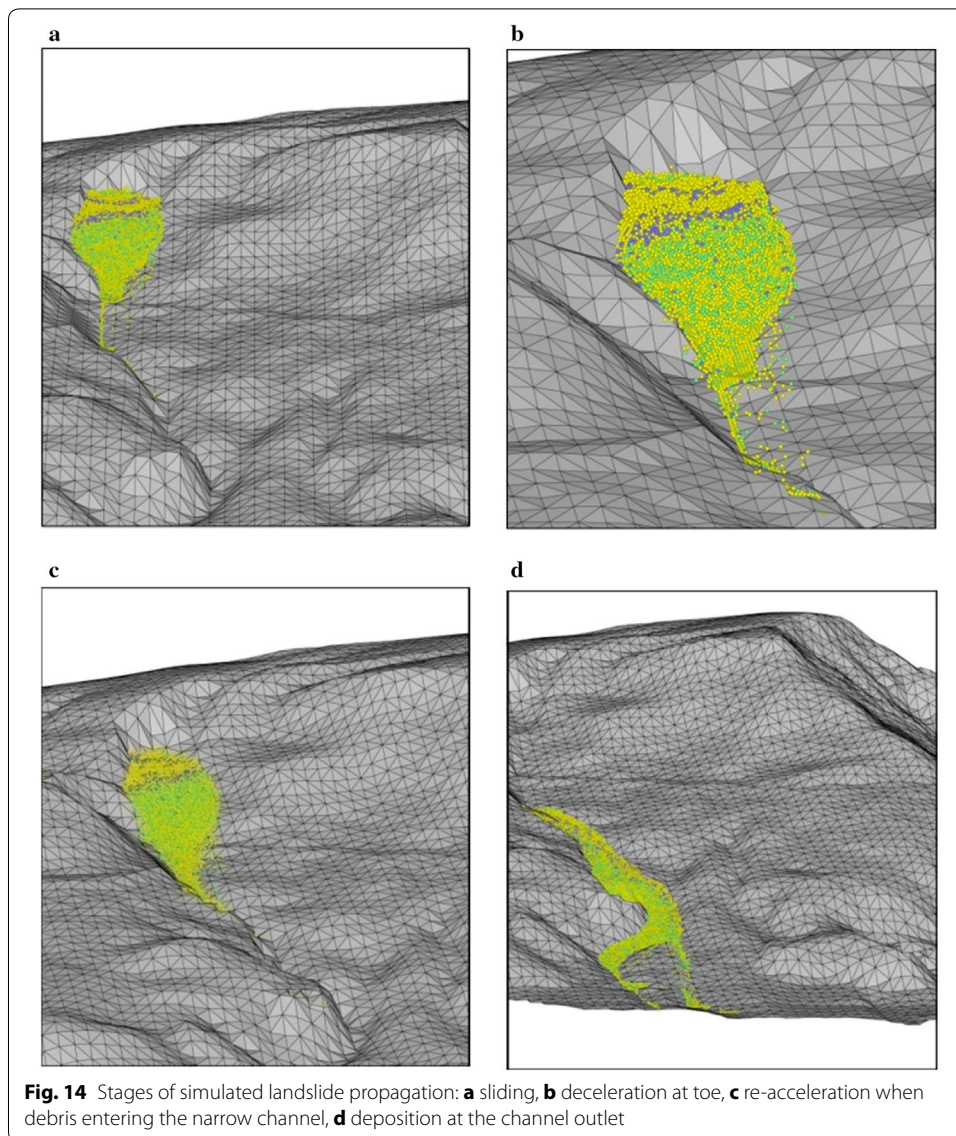 a
b
c
d
Fig. 14 Stages of simulated landslide propagation: a sliding, b deceleration at toe, c re-acceleration when
debris entering the narrow channel, d deposition at the channel outlet